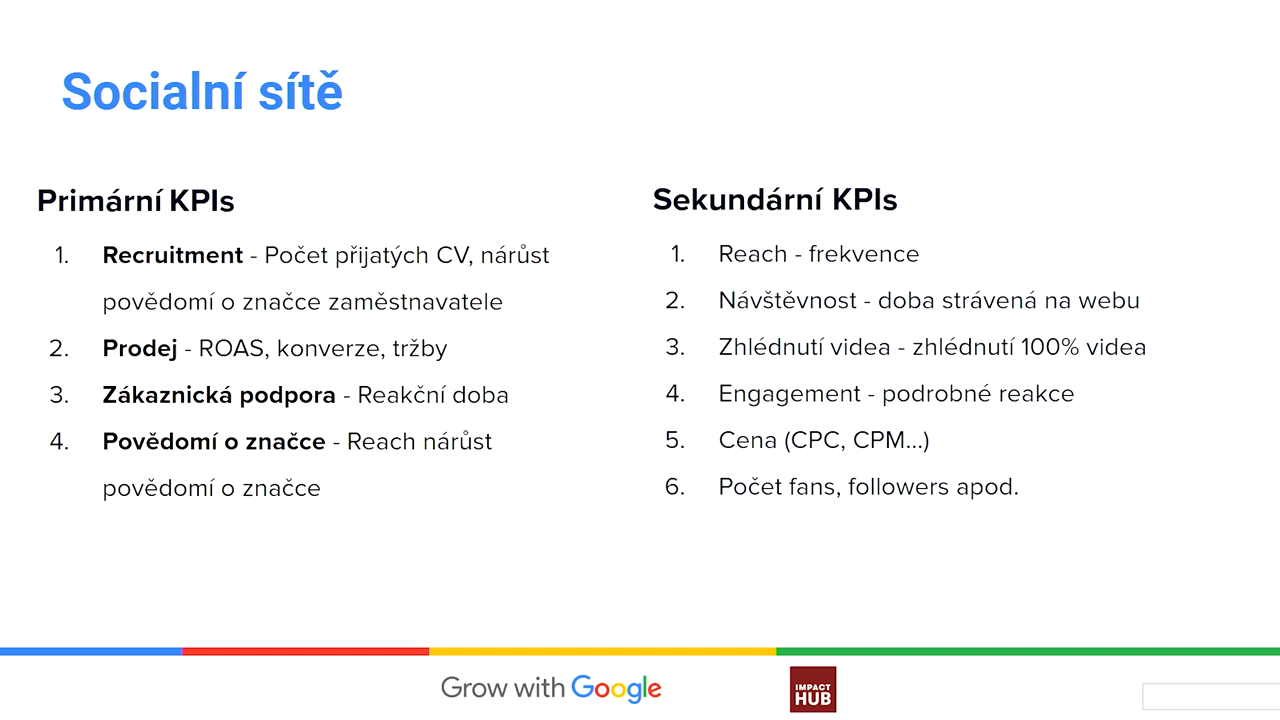 Socialní sítě
Primární KPIs
1. Recruitment - Počet přijatých CV, nárůst
povědomí o značce zaměstnavatele
2. Prodej - ROAS, konverze, tržby
3. Zákaznická podpora - Reakční doba
4. Povědomí o značce - Reach nárůst
povědomí o značce
Sekundární KPIs
1. Reach - frekvence
2. Návštěvnost - doba strávená na webu
3. Zhlédnutí videa - zhlédnutí 100% videa
4. Engagement - podrobné reakce
5. Cena (CPC, CPM...)
6. Počet fans, followers apod.
Grow with Google
IMPACT
HUB